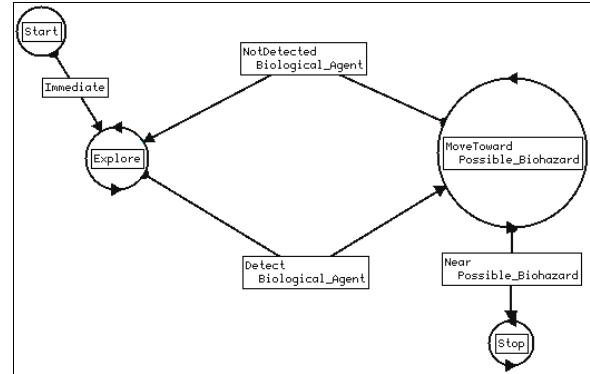 Start
NotDetected
Biological_Agent
Immediate
MoveToward
Possible_Biohazard
Explore
Detect
Biological_Agent
Near
Possible_Biohazard
Stop